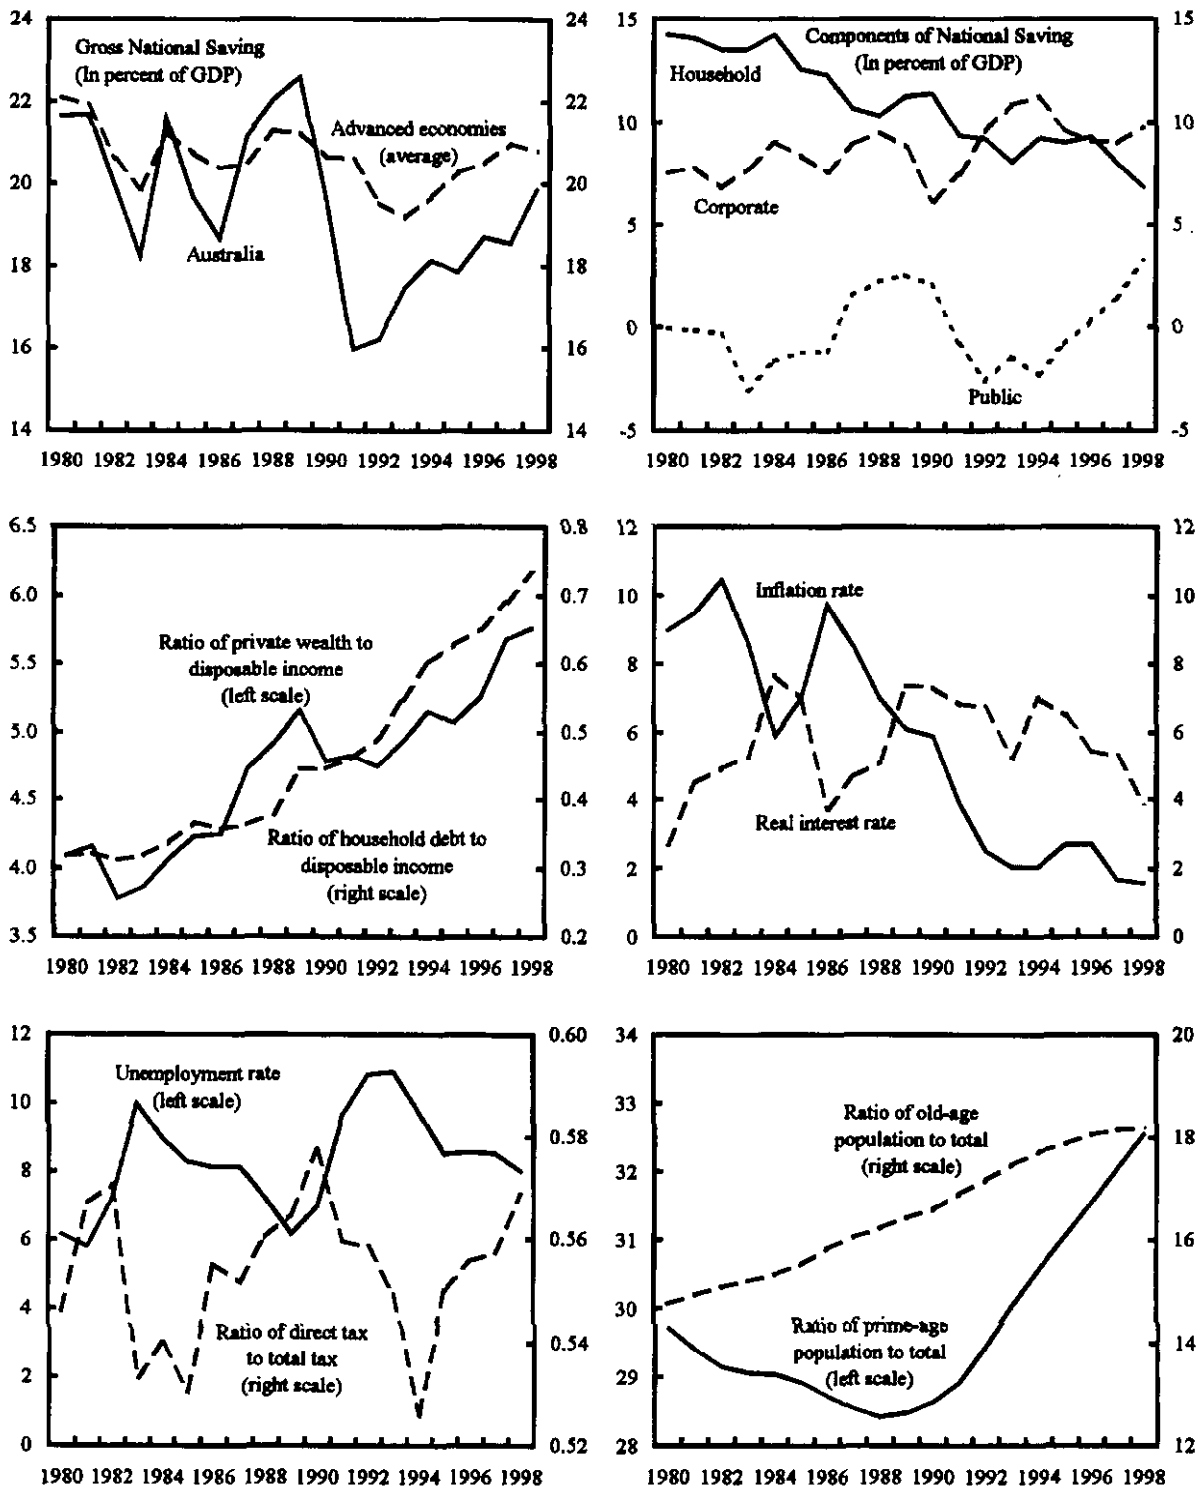 24
22
20
18
16
14
Gross National Saving
(In percent of GDP)
Advanced economies
(average)
Australia
24
22
20
18
16
14
1980 1982 1984 1986 1988 1990 1992 1994 1996 1998
15
10
5
0
-5
Components of National Saving
(In percent of GDP)
Household
Corporate
Public
15
10
5
0
-5
1980 1982 1984 1986 1988 1990 1992 1994 1996 1998
6.5
6.0
5.5
5.0
4.5
4.0
3.5
Ratio of private wealth to
disposable income
(left scale)
Ratio of household debt to
disposable income
(right scale)
0.8
0.7
0.6
0.5
0.4
0.3
0.2
1980 1982 1984 1986 1988 1990 1992 1994 1996 1998
12
10
8
6
4
2
0
Inflation rate
Real interest rate
12
10
8
6
4
2
0
1980 1982 1984 1986 1988 1990 1992 1994 1996 1998
12
10
8
6
4
2
0
Unemployment rate
(left scale)
Ratio of direct tax
to total tax
(right scale)
0.60
0.58
0.56
0.54
0.52
1980 1982 1984 1986 1988 1990 1992 1994 1996 1998
34
33
32
31
30
29
28
Ratio of old-age
population to total
(right scale)
Ratio of prime-age
population to total
(left scale)
20
18
16
14
12
1980 1982 1984 1986 1988 1990 1992 1994 1996 1998